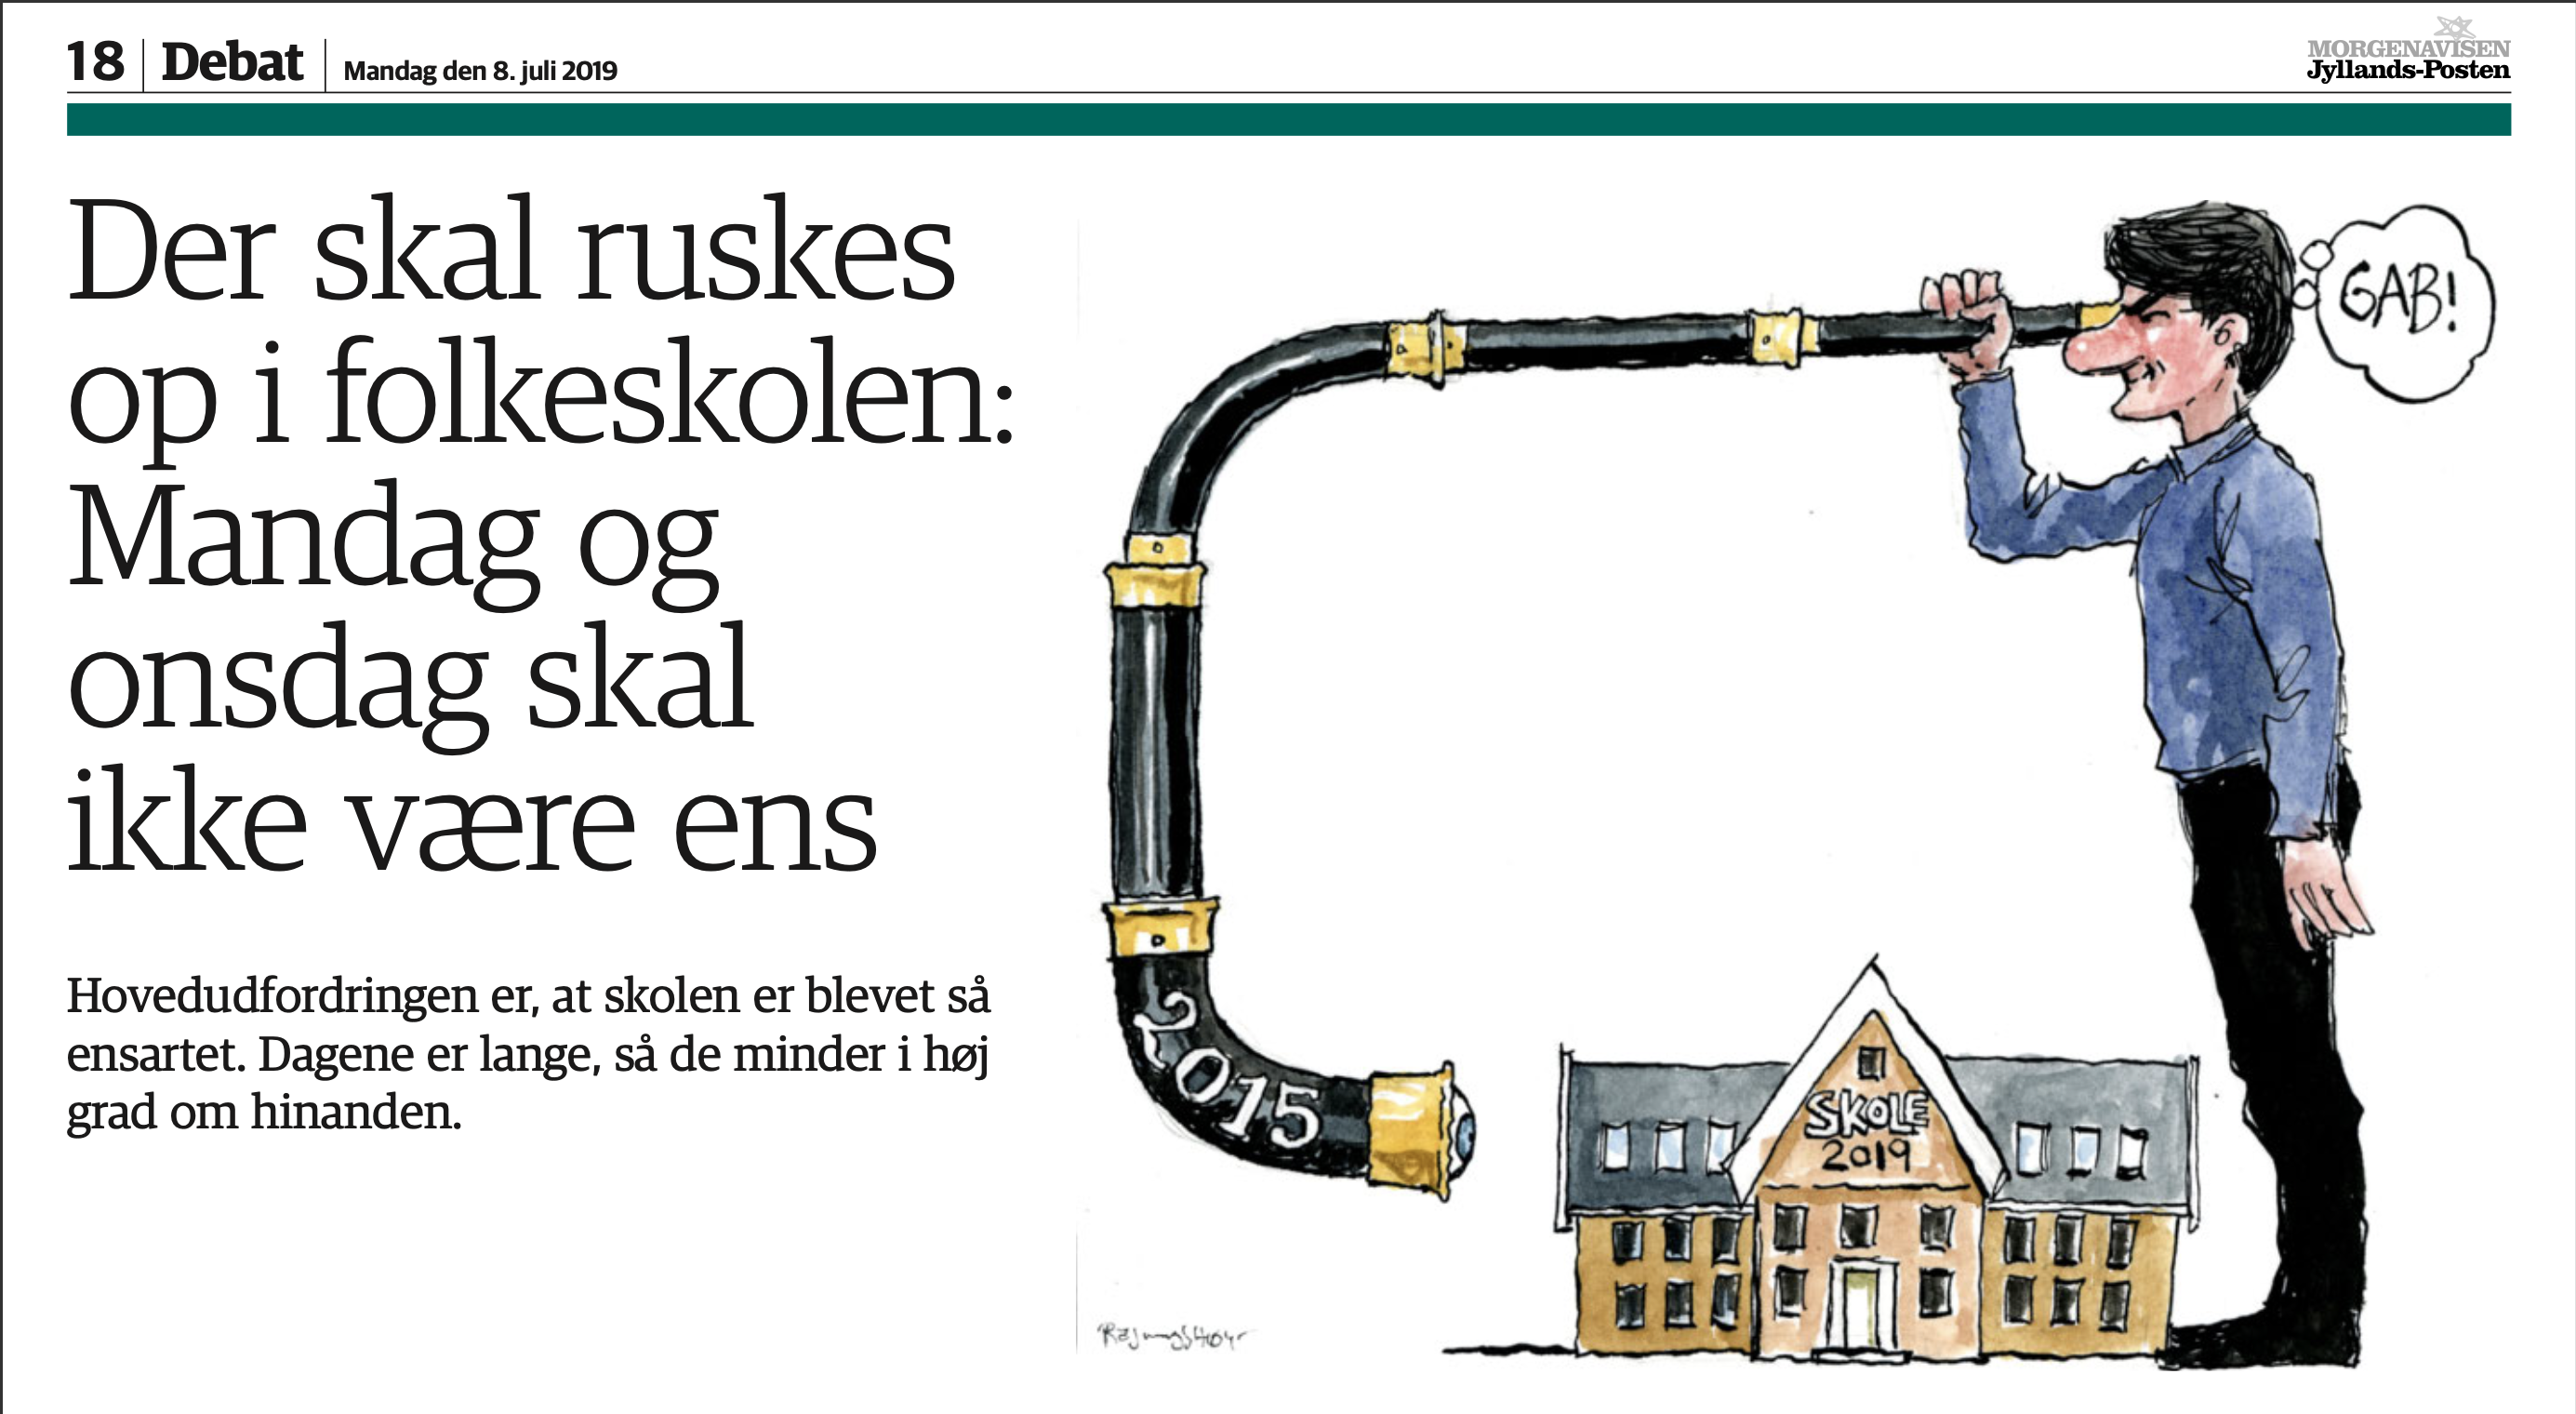 18 Debat Mandag den 8. juli 2019
MORGENAVISEN
Jyllands-Posten
Der skal ruskes
op i folkeskolen:
Mandag og
onsdag skal
ikke være ens
Hovedudfordringen er, at skolen er blevet så
ensartet. Dagene er lange, så de minder i høj
grad om hinanden.
GAB!
2015
SKOLE
2019